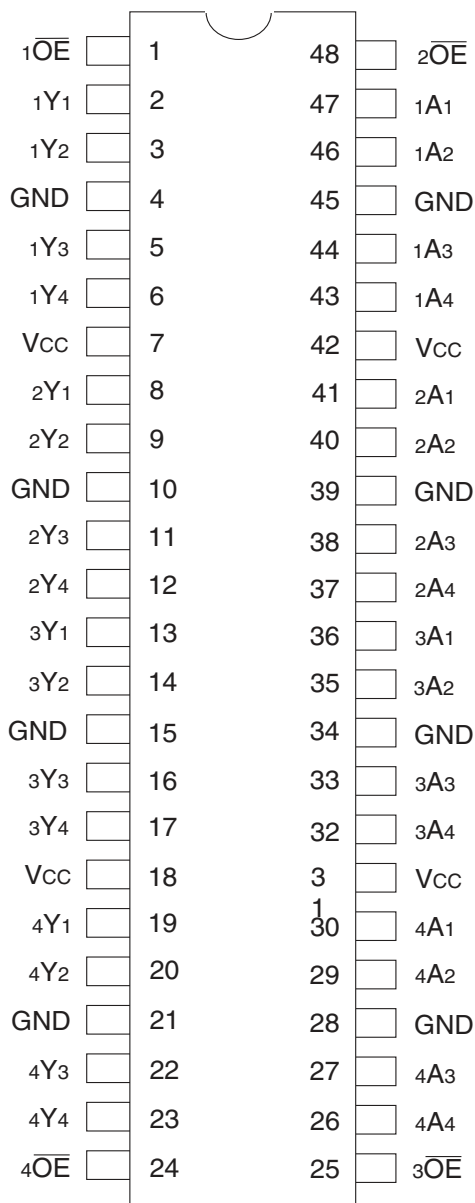 1OE 1 48 2OE
1Y1 2 47 1A1
1Y2 3 46 1A2
GND 4 45 GND
1Y3 5 44 1A3
1Y4 6 43 1A4
VCC 7 42 VCC
2Y1 8 41 2A1
2Y2 9 40 2A2
GND 10 39 GND
2Y3 11 38 2A3
2Y4 12 37 2A4
3Y1 13 36 3A1
3Y2 14 35 3A2
GND 15 34 GND
3Y3 16 33 3A3
3Y4 17 32 3A4
VCC 18 3 VCC
1
4Y1 19 30 4A1
4Y2 20 29 4A2
GND 21 28 GND
4Y3 22 27 4A3
4Y4 23 26 4A4
4OE 24 25 3OE